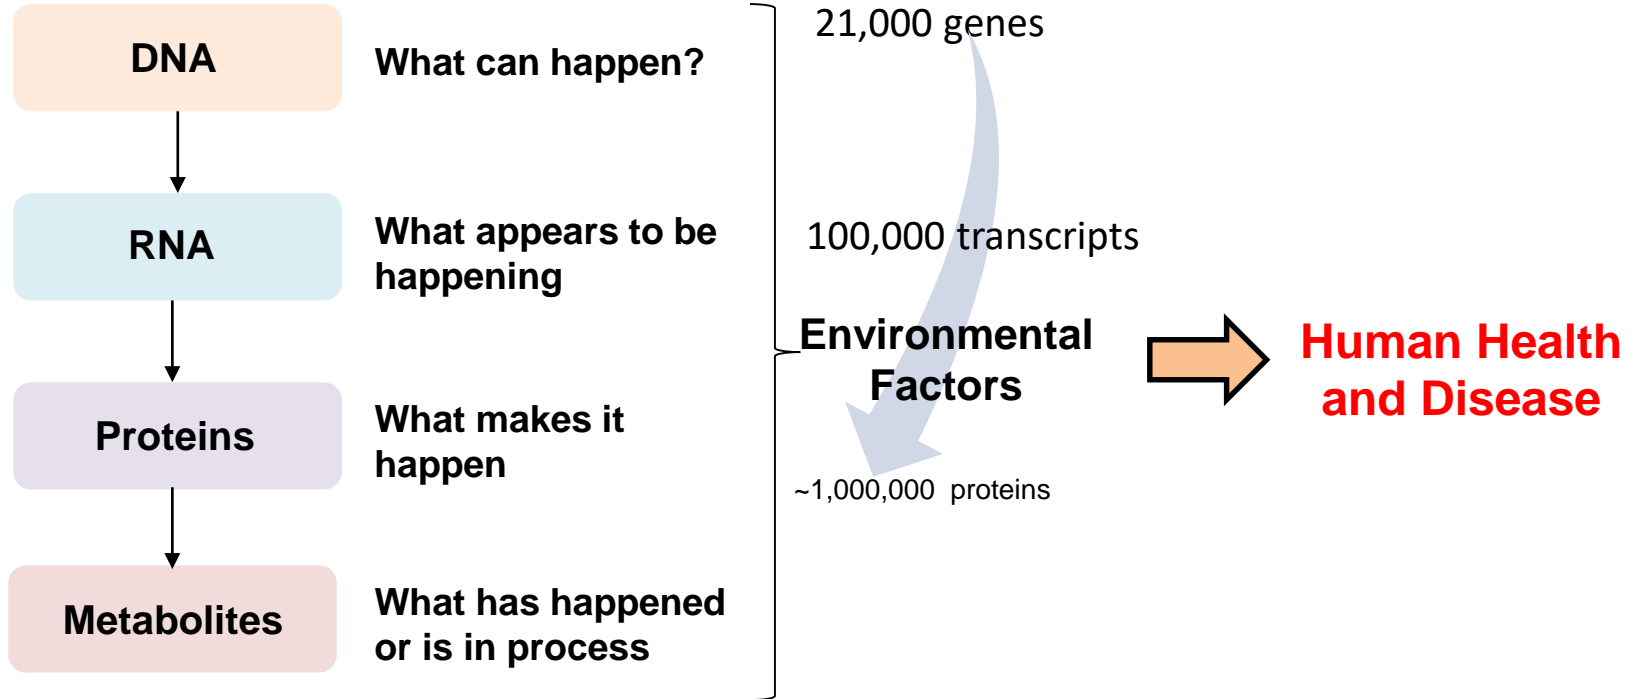 DNA
What can happen?
21,000 genes
RNA
What appears to be
happening
100,000 transcripts
Environmental
Factors
Human Health
and Disease
Proteins
What makes it
happen
~1,000,000 proteins
Metabolites
What has happened
or is in process